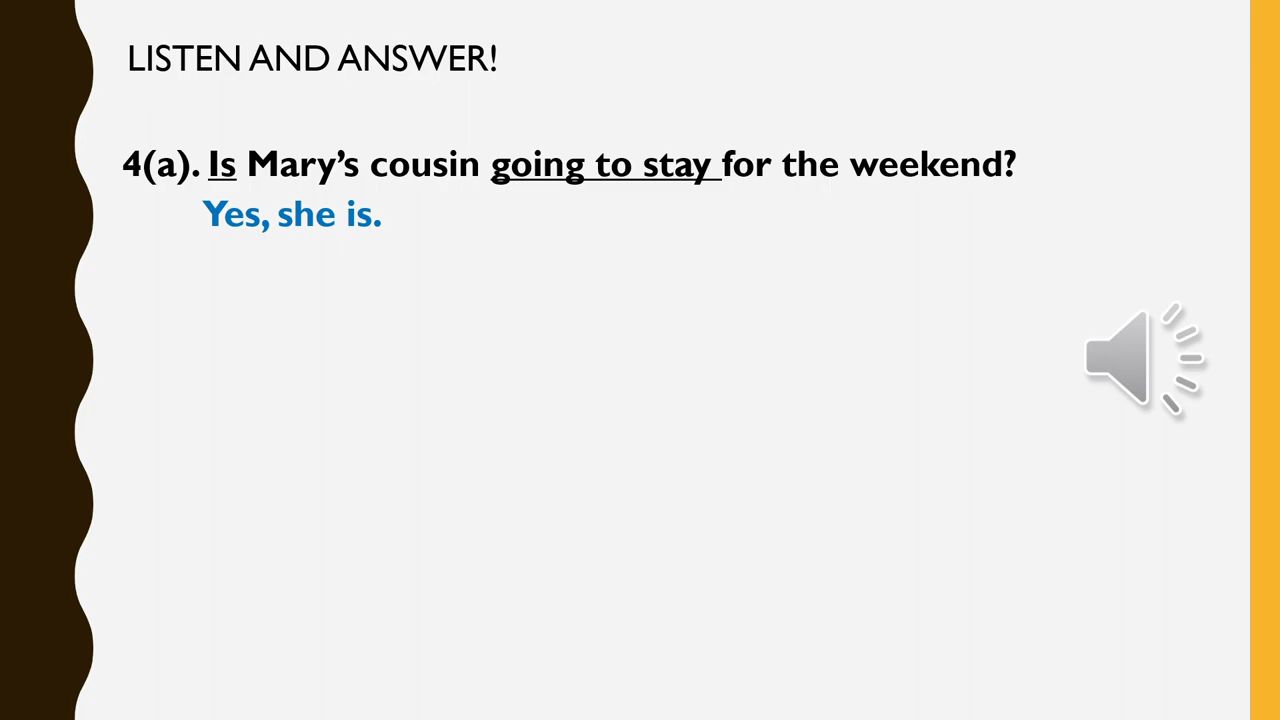 LISTEN AND ANSWER!
4(a). Is Mary’s cousin going to stay for the weekend?
Yes, she is.